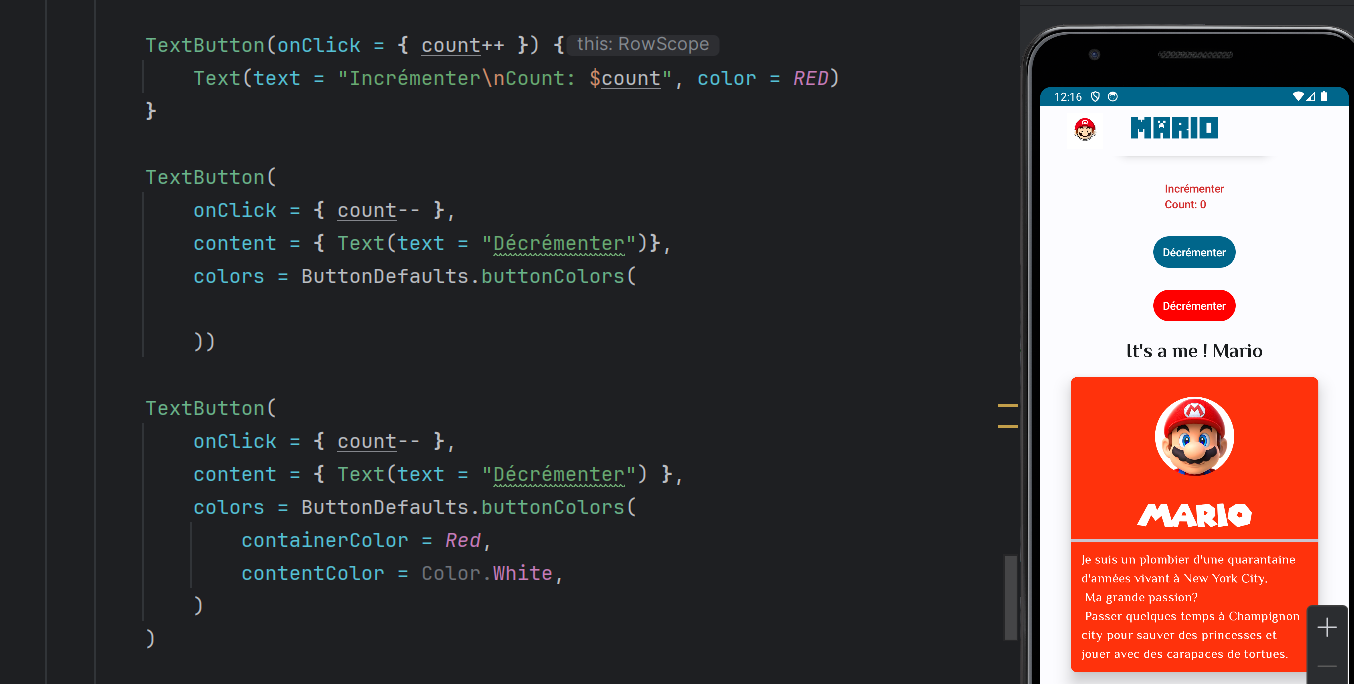 TextButton(onClick = { count++ }) { this: RowScope
Text(text = "Incrémenter\nCount: $count", color = RED)
}
TextButton(
onClick = { count-- },
content = { Text(text = "Décrémenter")},
colors = ButtonDefaults.buttonColors(
))
TextButton(
onClick = { count-- },
content = { Text(text = "Décrémenter") },
colors = ButtonDefaults.buttonColors(
containerColor = Red,
contentColor = Color.White,
)
)
12:16
MARIO
Incrémenter
Count: 0
Décrémenter
Décrémenter
It's a me ! Mario
M
MARIO
Je suis un plombier d'une quarantaine
d'années vivant à New York City.
Ma grande passion?
Passer quelques temps à Champignon
city pour sauver des princesses et
jouer avec des carapaces de tortues.